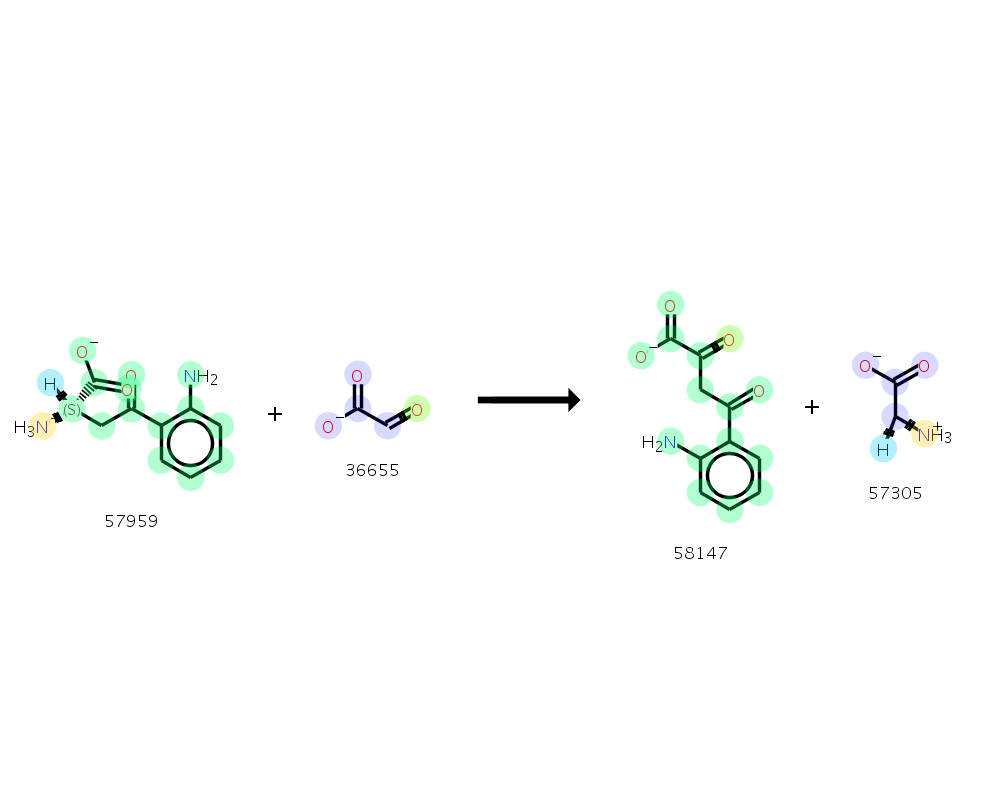 O−
H
(S)
H3N
O
O
NH2
57959
+
O
O−
O
36655
+
O
O−
O
O
H2N
58147
+
O−
O
H
NH3+
57305